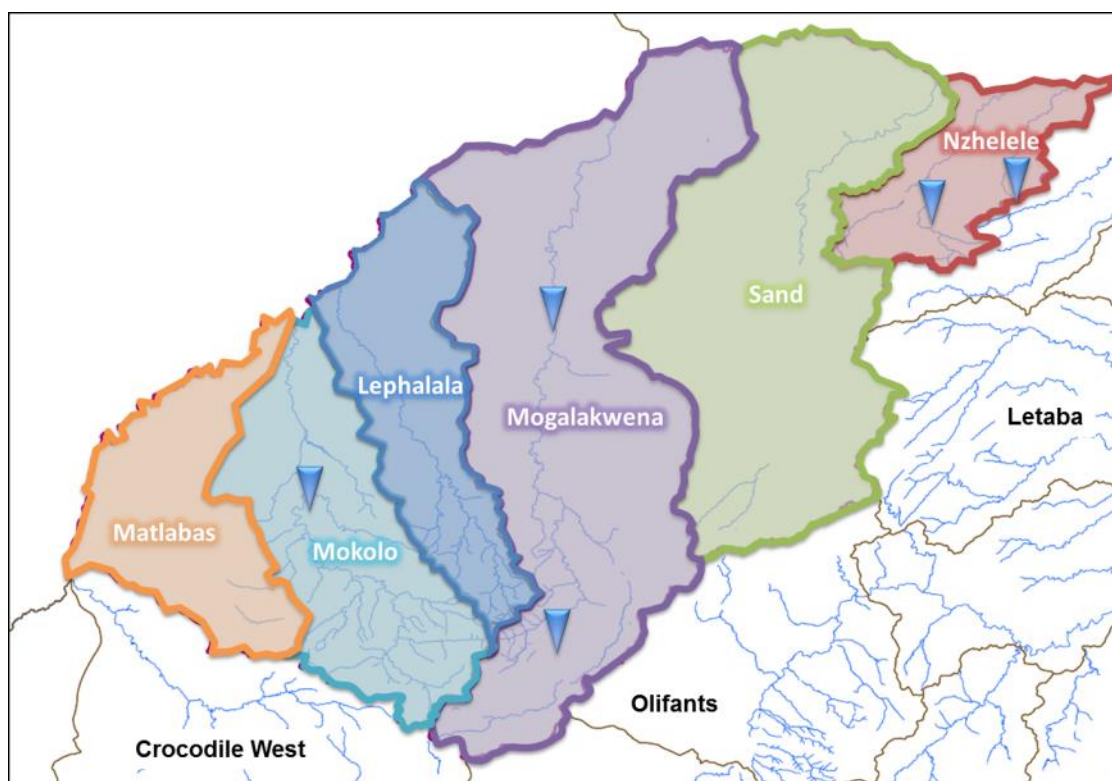 Nzhelele
Sand
Lephalala
Mogalakwena
Letaba
Matlabas
Mokolo
Olifants
Crocodile West